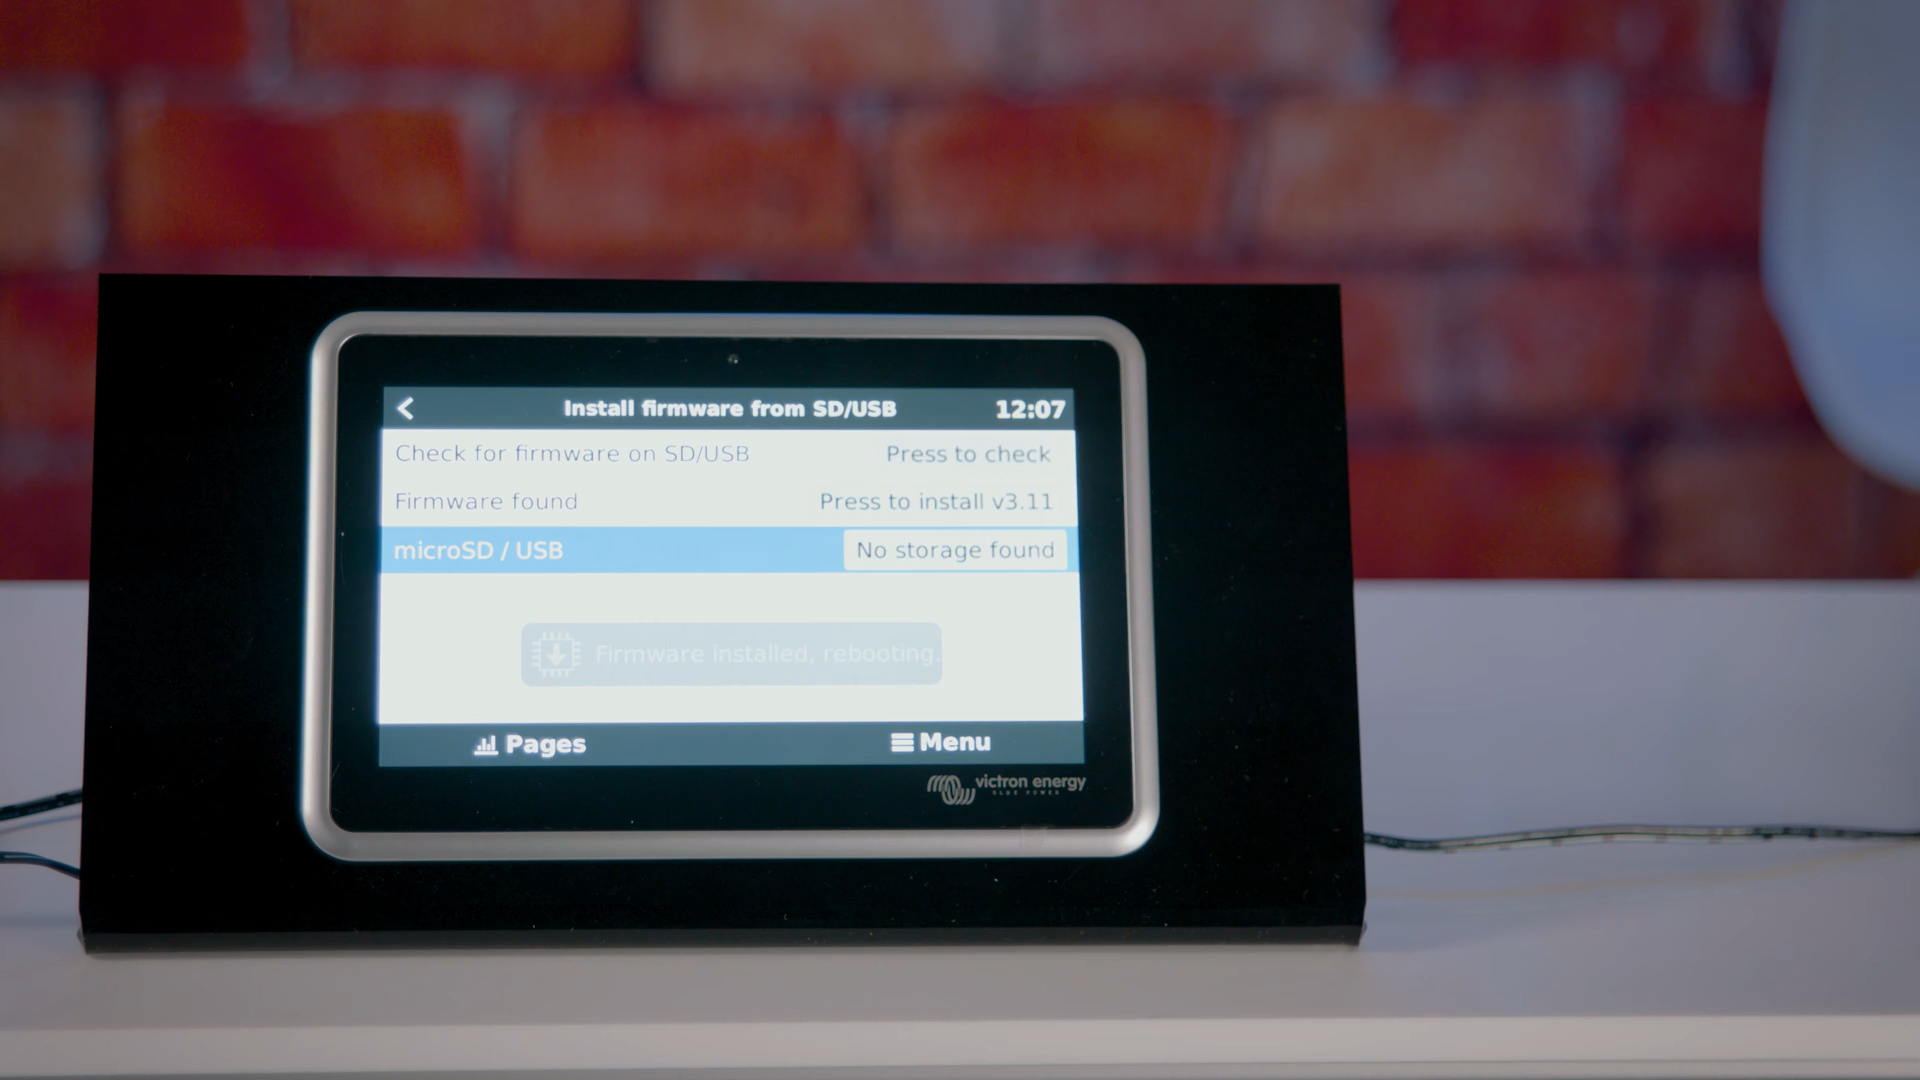 Install firmware from SD/USB 12:07
Check for firmware on SD/USB Press to check
Firmware found Press to install v3.11
microSD / USB No storage found
Firmware installed, rebooting.
Pages Menu
victron energy
BLUE POWER